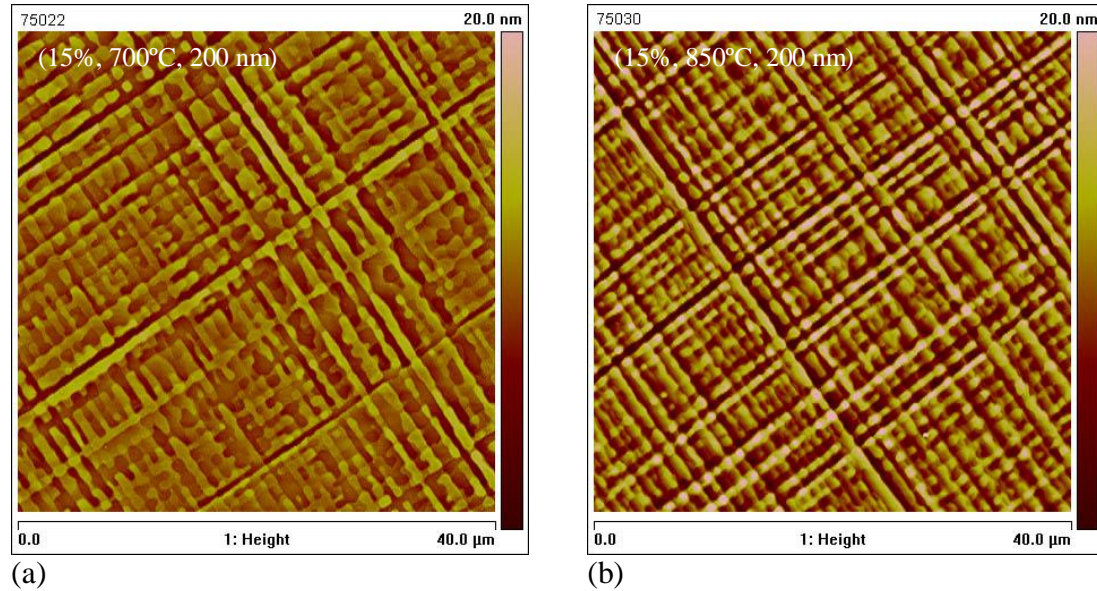 75022 20.0 nm
(15%, 700ºC, 200 nm)
0.0 1: Height 40.0 µm
(a)
75030 20.0 nm
(15%, 850ºC, 200 nm)
0.0 1: Height 40.0 µm
(b)